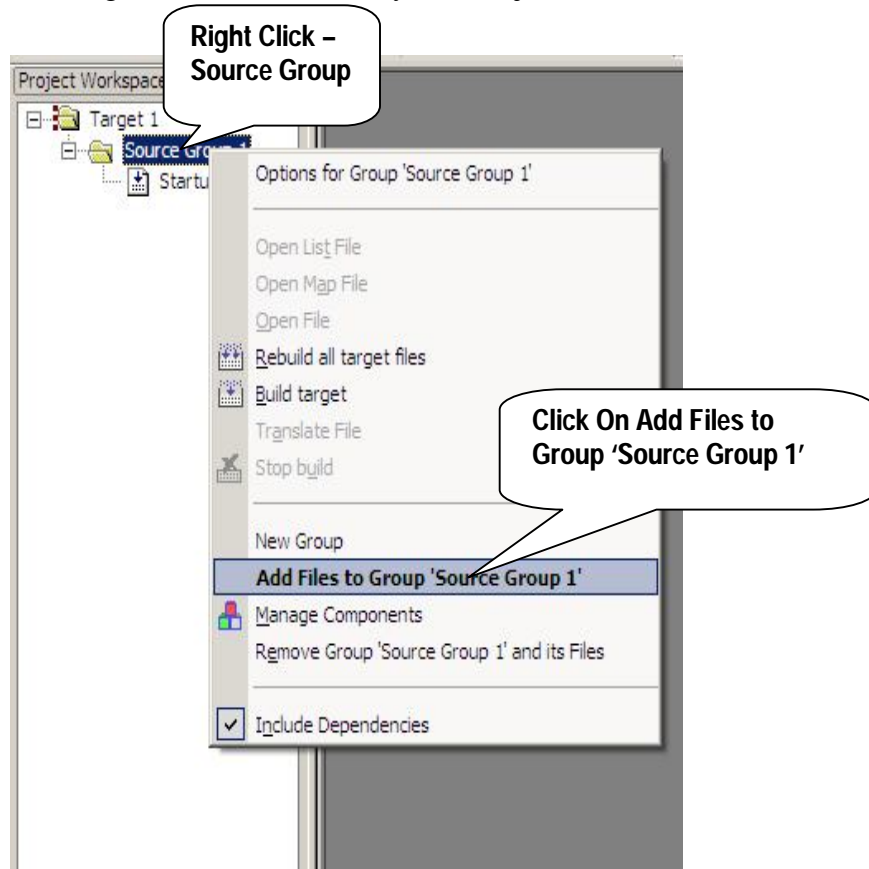 Right Click –
Source Group
Project Workspace
Target 1
Source Group 1
Startu
Options for Group 'Source Group 1'
Open List File
Open Map File
Open File
Rebuild all target files
Build target
Translate File
Stop build
Click On Add Files to
Group ‘Source Group 1’
New Group
Add Files to Group 'Source Group 1'
Manage Components
Remove Group 'Source Group 1' and its Files
Include Dependencies